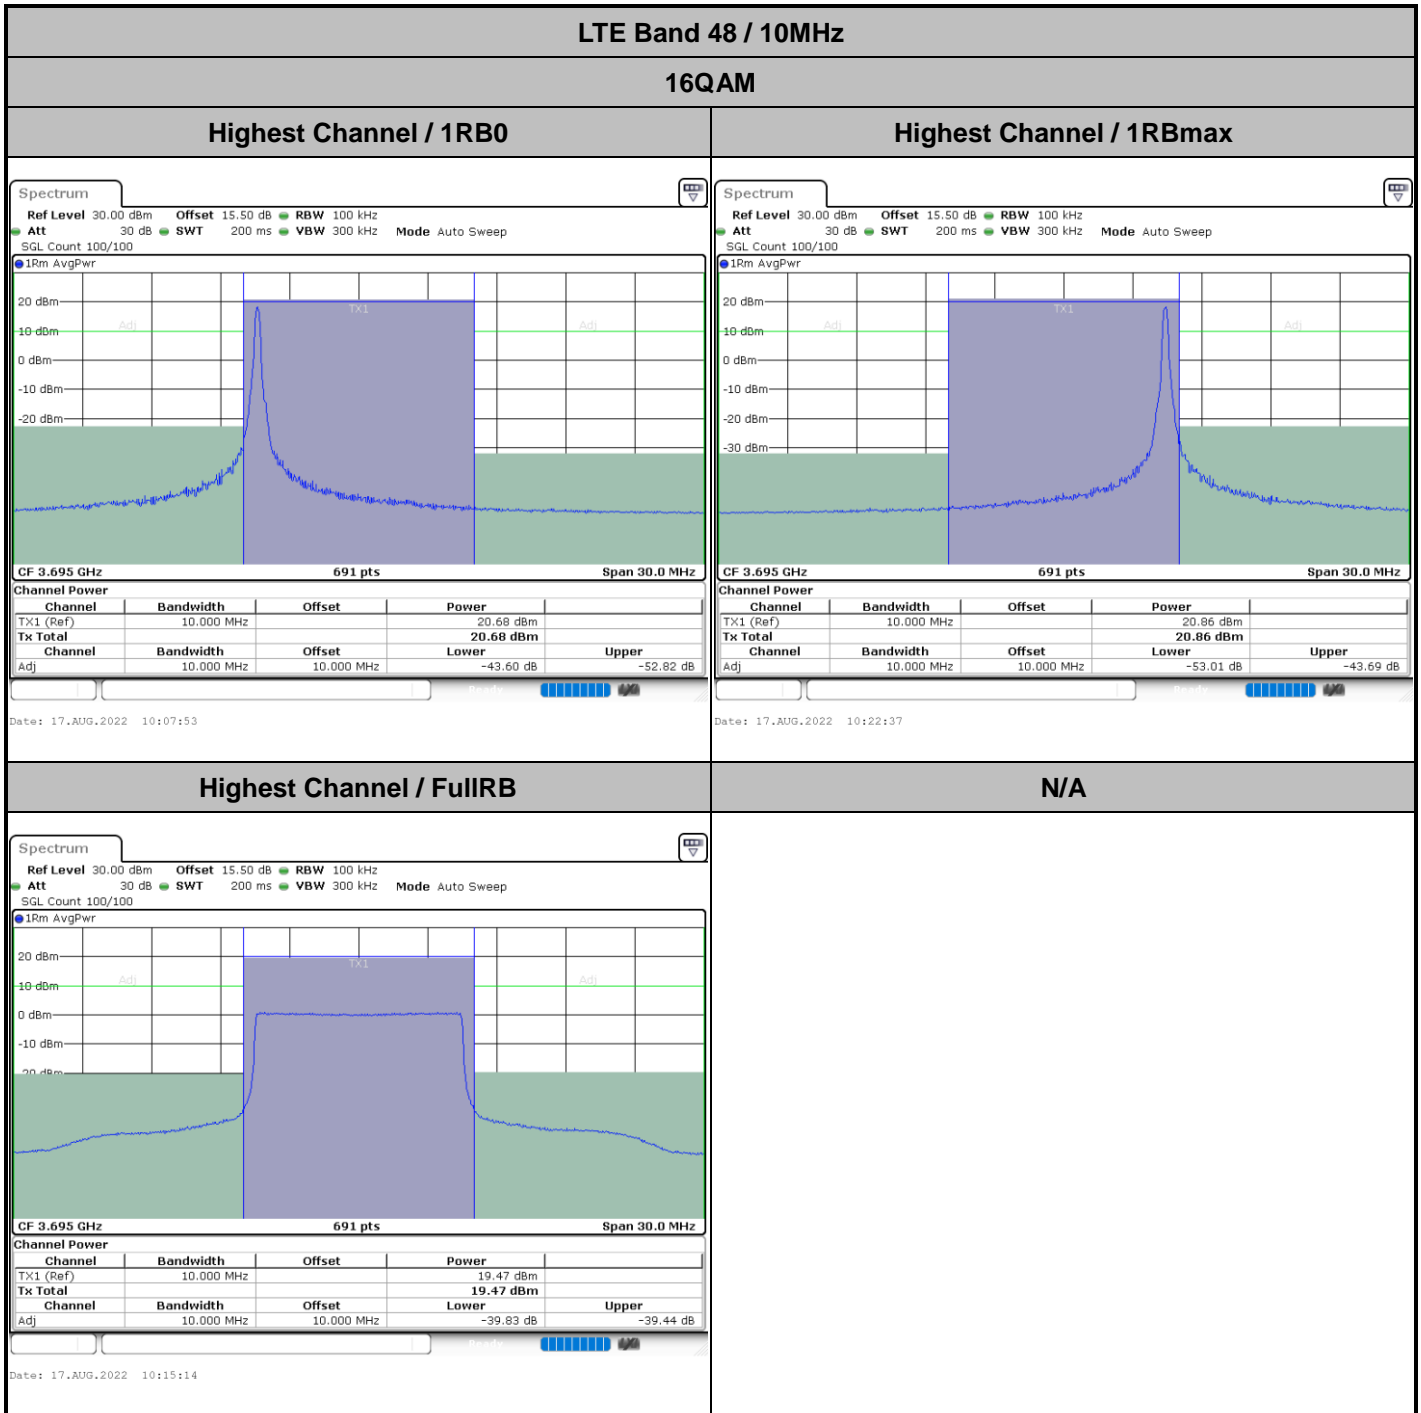 LTE Band 48 / 10MHz
16QAM
Highest Channel / 1RB0
Highest Channel / 1RBmax
Spectrum
Ref Level 30.00 dBm Offset 15.50 dB RBW 100 kHz
Att 30 dB SWT 200 ms VBW 300 kHz Mode Auto Sweep
SGL Count 100/100
1Rm AvgPwr
TX1
Adj
Adj
20 dBm
10 dBm
0 dBm
-10 dBm
-20 dBm
CF 3.695 GHz 691 pts Span 30.0 MHz
Channel Power
Channel Bandwidth Offset Power
TX1 (Ref) 10.000 MHz 20.68 dBm
Tx Total 20.68 dBm
Channel Bandwidth Offset Lower Upper
Adj 10.000 MHz 10.000 MHz -43.60 dB -52.82 dB
Ready
Date: 17.AUG.2022 10:07:53
Spectrum
Ref Level 30.00 dBm Offset 15.50 dB RBW 100 kHz
Att 30 dB SWT 200 ms VBW 300 kHz Mode Auto Sweep
SGL Count 100/100
1Rm AvgPwr
TX1
Adj
Adj
20 dBm
10 dBm
0 dBm
-10 dBm
-20 dBm
-30 dBm
CF 3.695 GHz 691 pts Span 30.0 MHz
Channel Power
Channel Bandwidth Offset Power
TX1 (Ref) 10.000 MHz 20.86 dBm
Tx Total 20.86 dBm
Channel Bandwidth Offset Lower Upper
Adj 10.000 MHz 10.000 MHz -53.01 dB -43.69 dB
Ready
Date: 17.AUG.2022 10:22:37
Highest Channel / FullRB
N/A
Spectrum
Ref Level 30.00 dBm Offset 15.50 dB RBW 100 kHz
Att 30 dB SWT 200 ms VBW 300 kHz Mode Auto Sweep
SGL Count 100/100
1Rm AvgPwr
TX1
Adj
Adj
20 dBm
10 dBm
0 dBm
-10 dBm
-20 dBm
CF 3.695 GHz 691 pts Span 30.0 MHz
Channel Power
Channel Bandwidth Offset Power
TX1 (Ref) 10.000 MHz 19.47 dBm
Tx Total 19.47 dBm
Channel Bandwidth Offset Lower Upper
Adj 10.000 MHz 10.000 MHz -39.83 dB -39.44 dB
Ready
Date: 17.AUG.2022 10:15:14